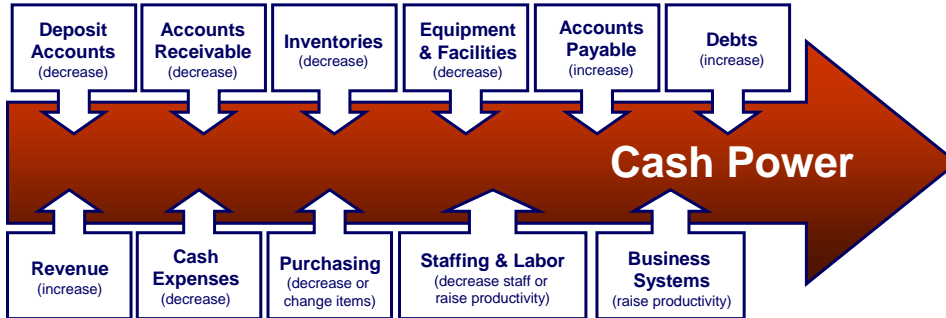 Deposit
Accounts
(decrease)
Accounts
Receivable
(decrease)
Inventories
(decrease)
Equipment
& Facilities
(decrease)
Accounts
Payable
(increase)
Debts
(increase)
Cash Power
Revenue
(increase)
Cash
Expenses
(decrease)
Purchasing
(decrease or
change items)
Staffing & Labor
(decrease staff or
raise productivity)
Business
Systems
(raise productivity)